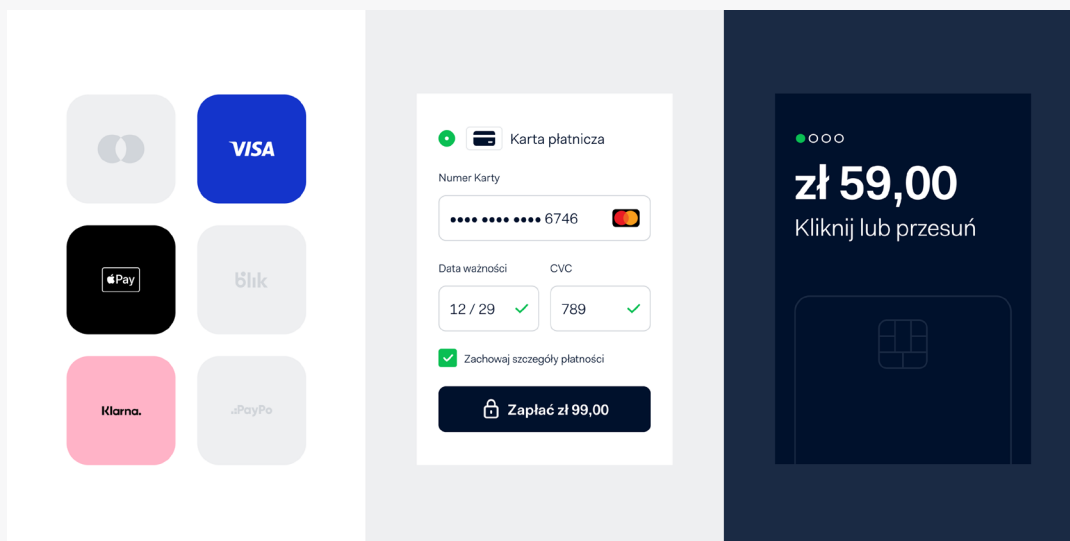 VISA
Pay
blik
Klarna.
PayPo
Karta płatnicza
Numer Karty
•••• •••• •••• 6746
Data ważności
CVC
12 / 29
789
Zachowaj szczegóły płatności
Zapłać zł 99,00
zł 59,00
Kliknij lub przesuń